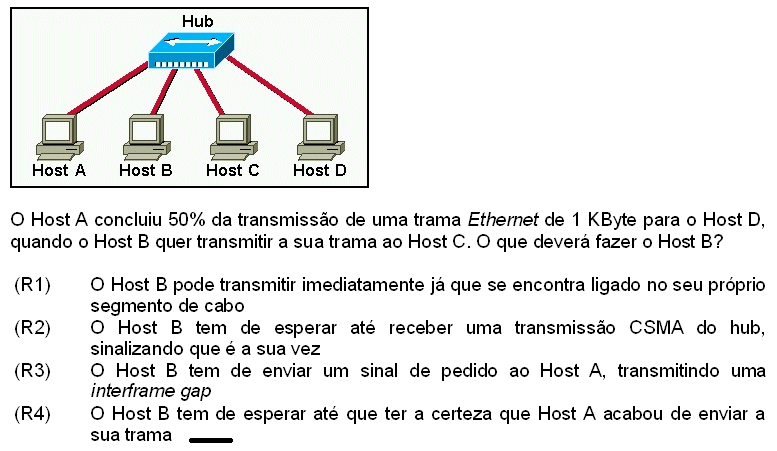 Hub
Host A Host B Host C Host D
O Host A concluiu 50% da transmissão de uma trama Ethernet de 1 KByte para o Host D,
quando o Host B quer transmitir a sua trama ao Host C. O que deverá fazer o Host B?
(R1) O Host B pode transmitir imediatamente já que se encontra ligado no seu próprio
segmento de cabo
(R2) O Host B tem de esperar até receber uma transmissão CSMA do hub,
sinalizando que é a sua vez
(R3) O Host B tem de enviar um sinal de pedido ao Host A, transmitindo uma
interframe gap
(R4) O Host B tem de esperar até que ter a certeza que Host A acabou de enviar a
sua trama